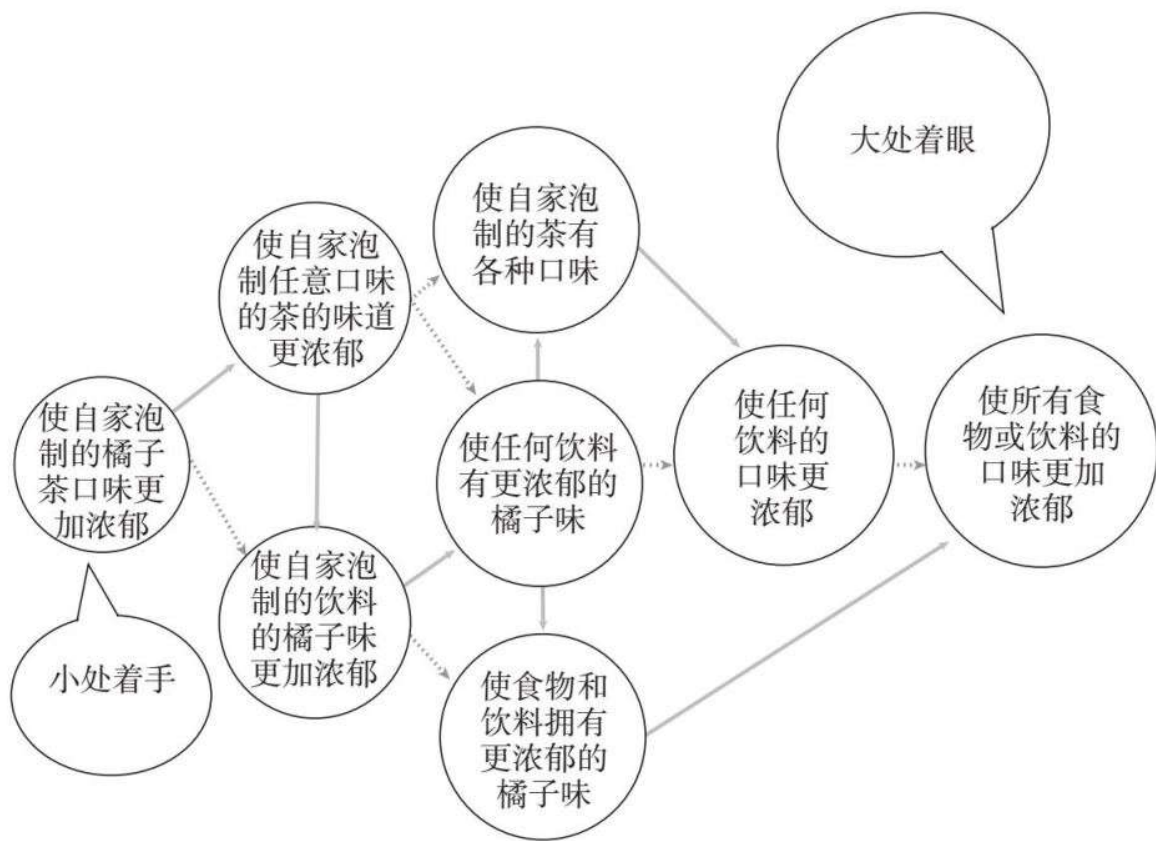 大处着眼
使自家泡
制的茶有
各种口味
使自家泡
制任意口味
的茶的味道
更浓郁
使自家泡
制的橘子
茶口味更
加浓郁
使任何饮料
有更浓郁的
橘子味
使任何
饮料的
口味更
浓郁
使所有食
物或饮料的
口味更加
浓郁
使自家泡
制的饮料
的橘子味
更加浓郁
小处着手
使食物和
饮料拥有
更浓郁的
橘子味